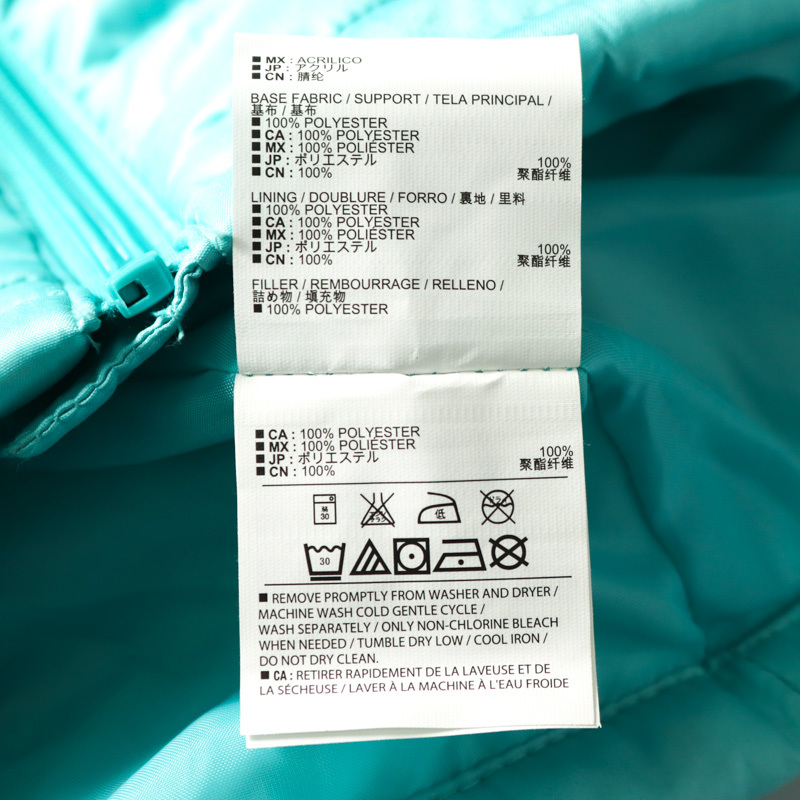 ■ MX : ACRILICO
■ JP : アクリル
■ CN : 腈纶
BASE FABRIC / SUPPORT / TELA PRINCIPAL /
基布 / 基布
■ 100% POLYESTER
■ CA : 100% POLYESTER
■ MX : 100% POLIÉSTER
■ JP : ポリエステル 100%
■ CN : 100% 聚酯纤维
LINING / DOUBLURE / FORRO / 裏地 / 里料
■ 100% POLYESTER
■ CA : 100% POLYESTER
■ MX : 100% POLIÉSTER
■ JP : ポリエステル 100%
■ CN : 100% 聚酯纤维
FILLER / REMBOURRAGE / RELLENO /
詰め物 / 填充物
■ 100% POLYESTER
■ CA : 100% POLYESTER
■ MX : 100% POLIÉSTER
■ JP : ポリエステル 100%
■ CN : 100% 聚酯纤维
30 低
30
■ REMOVE PROMPTLY FROM WASHER AND DRYER /
MACHINE WASH COLD GENTLE CYCLE /
WASH SEPARATELY / ONLY NON-CHLORINE BLEACH
WHEN NEEDED / TUMBLE DRY LOW / COOL IRON /
DO NOT DRY CLEAN.
■ CA : RETIRER RAPIDEMENT DE LA LAVEUSE ET DE
LA SÉCHEUSE / LAVER À LA MACHINE À L'EAU FROIDE